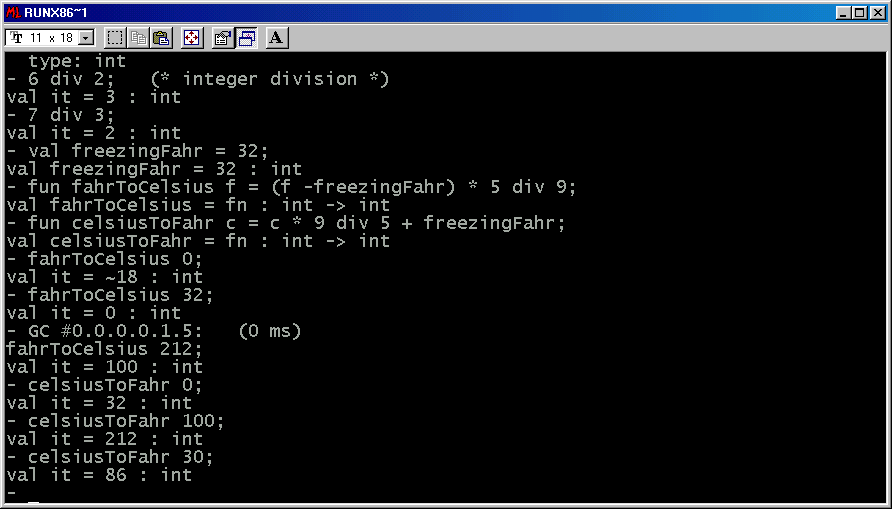 ML RUNX86~1
11 x 18 A
type: int
- 6 div 2;   (* integer division *)
val it = 3 : int
- 7 div 3;
val it = 2 : int
- val freezingFahr = 32;
val freezingFahr = 32 : int
- fun fahrToCelsius f = (f -freezingFahr) * 5 div 9;
val fahrToCelsius = fn : int -> int
- fun celsiusToFahr c = c * 9 div 5 + freezingFahr;
val celsiusToFahr = fn : int -> int
- fahrToCelsius 0;
val it = ~18 : int
- fahrToCelsius 32;
val it = 0 : int
- GC #0.0.0.0.1.5:   (0 ms)
fahrToCelsius 212;
val it = 100 : int
- celsiusToFahr 0;
val it = 32 : int
- celsiusToFahr 100;
val it = 212 : int
- celsiusToFahr 30;
val it = 86 : int
- _